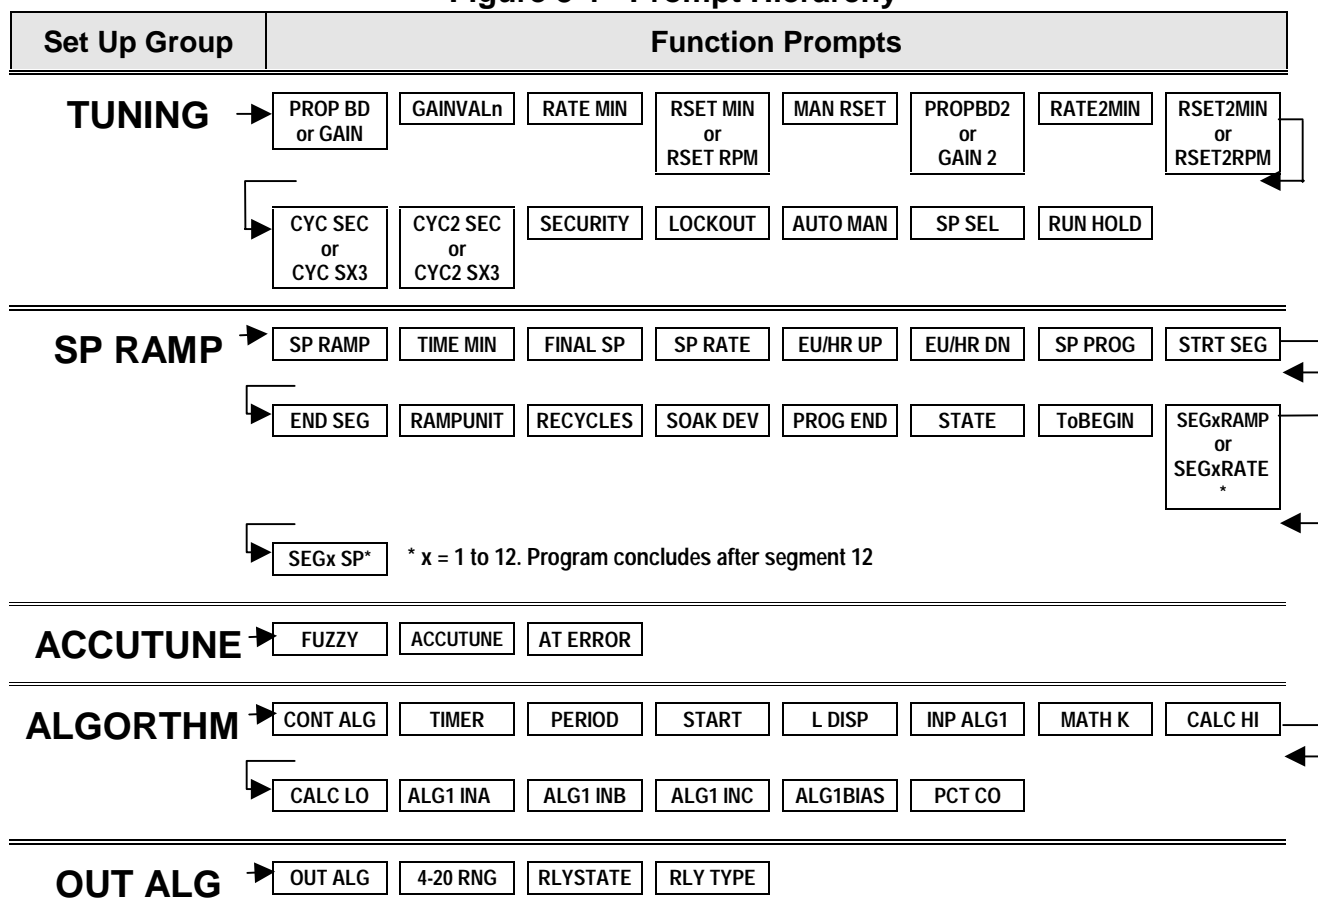 Figure 3-1 Prompt Hierarchy
Set Up Group Function Prompts
TUNING
PROP BD
or GAIN
GAINVALn
RATE MIN
RSET MIN
or
RSET RPM
MAN RSET
PROPBD2
or
GAIN 2
RATE2MIN
RSET2MIN
or
RSET2RPM
CYC SEC
or
CYC SX3
CYC2 SEC
or
CYC2 SX3
SECURITY
LOCKOUT
AUTO MAN
SP SEL
RUN HOLD
SP RAMP
SP RAMP
TIME MIN
FINAL SP
SP RATE
EU/HR UP
EU/HR DN
SP PROG
STRT SEG
END SEG
RAMPUNIT
RECYCLES
SOAK DEV
PROG END
STATE
ToBEGIN
SEGxRAMP
or
SEGxRATE
*
SEGx SP*
* x = 1 to 12. Program concludes after segment 12
ACCUTUNE
FUZZY
ACCUTUNE
AT ERROR
ALGORTHM
CONT ALG
TIMER
PERIOD
START
L DISP
INP ALG1
MATH K
CALC HI
CALC LO
ALG1 INA
ALG1 INB
ALG1 INC
ALG1BIAS
PCT CO
OUT ALG
OUT ALG
4-20 RNG
RLYSTATE
RLY TYPE